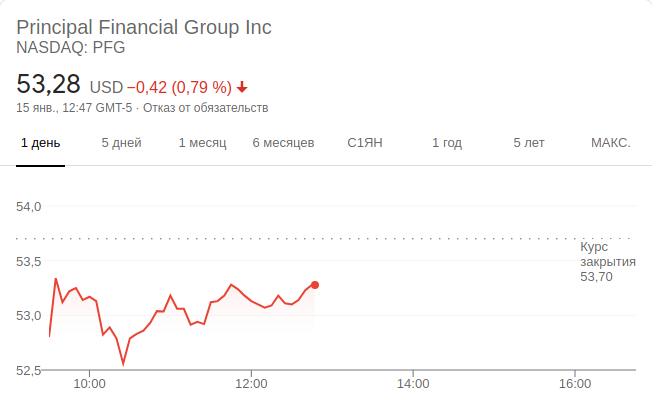 Principal Financial Group Inc
NASDAQ: PFG
53,28 USD −0,42 (0,79 %)
15 янв., 12:47 GMT-5 · Отказ от обязательств
1 день 5 дней 1 месяц 6 месяцев С1ЯН 1 год 5 лет МАКС.
54,0
Курс
закрытия
53,70
53,5
53,0
52,5
10:00 12:00 14:00 16:00